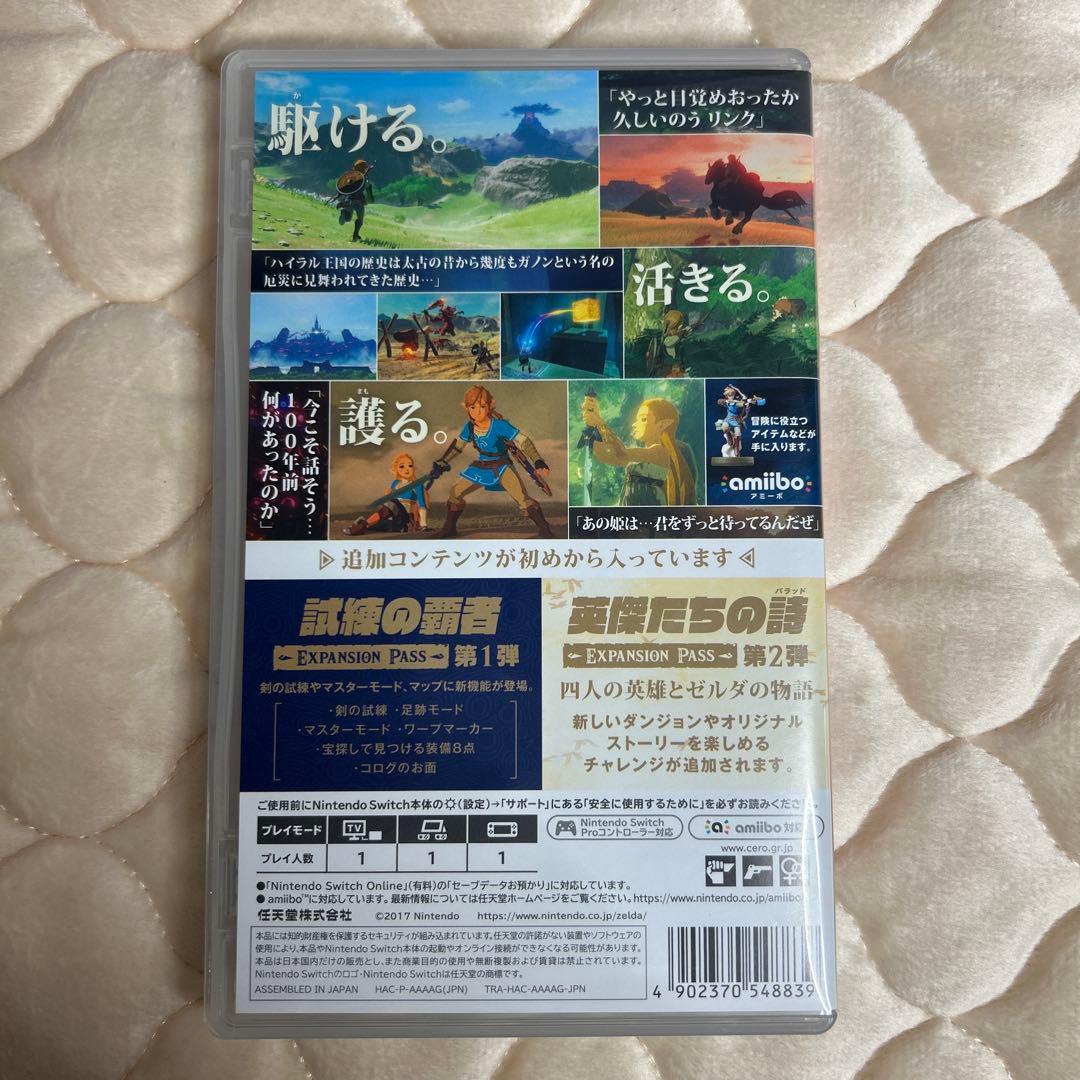 か
駆ける。
「やっと目覚めおったか
久しいのう リンク」
「ハイラル王国の歴史は太古の昔から幾度もガノンという名の
厄災に見舞われてきた歴史…」
活きる。
「今こそ話そう…
100年前
何があったのか」
まも
護る。
冒険に役立つ
アイテムなどが
手に入ります。
amiibo
アミーボ
「あの姫は…君をずっと待ってるんだぜ」
追加コンテンツが初めから入っています
試練の覇者
EXPANSION PASS 第1弾
剣の試練やマスターモード、マップに新機能が登場。
・剣の試練 ・足跡モード
・マスターモード ・ワープマーカー
・宝探しで見つける装備8点
・コログのお面
バラッド
英傑たちの詩
EXPANSION PASS 第2弾
四人の英雄とゼルダの物語
新しいダンジョンやオリジナル
ストーリーを楽しめる
チャレンジが追加されます。
ご使用前にNintendo Switch本体の(設定)→「サポート」にある「安全に使用するために」を必ずお読みください。
プレイモード TV
プレイ人数 1 1 1
Nintendo Switch
Proコントローラー対応
amiibo 対応
www.cero.gr.jp
●「Nintendo Switch Online」(有料)の「セーブデータお預かり」に対応しています。
● amiibo™に対応しています。最新情報については任天堂ホームページをご覧ください。https://www.nintendo.co.jp/amiibo/
任天堂株式会社 ©2017 Nintendo https://www.nintendo.co.jp/zelda/
本品には知的財産権を保護するセキュリティが組み込まれています。任天堂の許諾がない装置やソフトウェアの
使用により、本品やNintendo Switch本体の起動やオンライン接続ができなくなる可能性があります。
本品は日本国内だけの販売とし、また商業目的の使用や無断複製および賃貸は禁止されています。
Nintendo Switchのロゴ・Nintendo Switchは任天堂の商標です。
ASSEMBLED IN JAPAN HAC-P-AAAAG(JPN) TRA-HAC-AAAAG-JPN
4 902370 548839